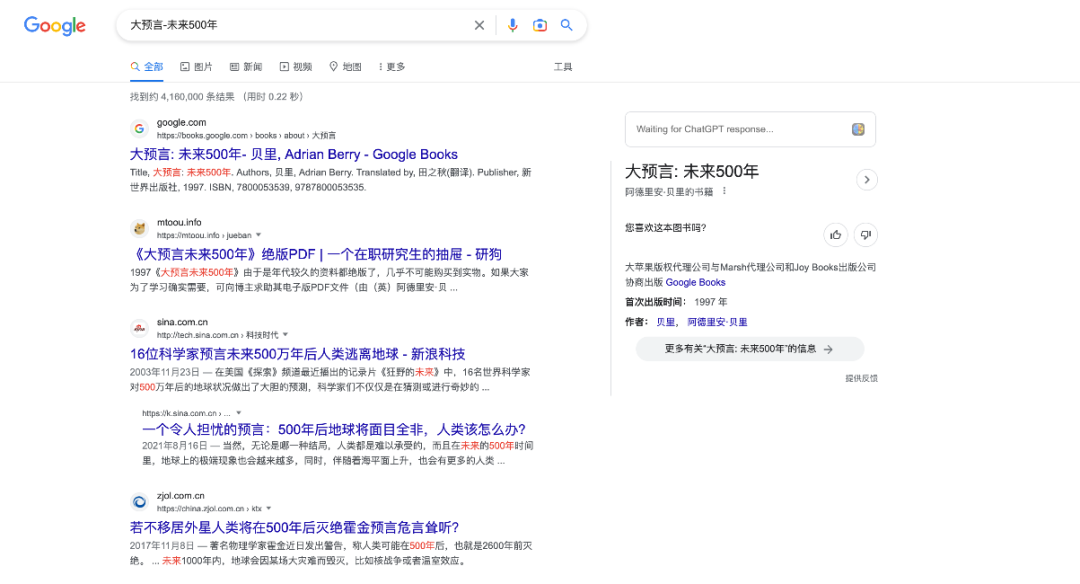 Google
大预言-未来500年
全部
图片
新闻
视频
地图
更多
工具
找到约 4,160,000 条结果 （用时 0.22 秒）
google.com
https://books.google.com › books › about › 大预言
大预言: 未来500年- 贝里, Adrian Berry - Google Books
Title, 大预言: 未来500年. Authors, 贝里, Adrian Berry. Translated by, 田之秋(翻译). Publisher, 新
世界出版社, 1997. ISBN, 7800053539, 9787800053535.
mtoou.info
https://mtoou.info › jueban
《大预言未来500年》绝版PDF | 一个在职研究生的抽屉 - 研狗
1997《大预言未来500年》由于是年代较久的资料都绝版了，几乎不可能购买到实物。如果大家
为了学习确实需要，可向博主求助其电子版PDF文件（由（英）阿德里安·贝 ...
sina.com.cn
http://tech.sina.com.cn › 科技时代
16位科学家预言未来500万年后人类逃离地球 - 新浪科技
2003年11月23日 — 在美国《探索》频道最近播出的记录片《狂野的未来》中，16名世界科学家
对500万年后的地球状况做出了大胆的预测，科学家们不仅仅是在猜测或进行奇妙的 ...
https://k.sina.com.cn › ...
一个令人担忧的预言：500年后地球将面目全非，人类该怎么办?
2021年8月16日 — 当然，无论是哪一种结局，人类都是难以承受的，而且在未来的500年时间
里，地球上的极端现象也会越来越多，同时，伴随着海平面上升，也会有更多的人类 ...
zjol.com.cn
https://china.zjol.com.cn › ktx
若不移居外星人类将在500年后灭绝霍金预言危言耸听?
2017年11月8日 — 著名物理学家霍金近日发出警告，称人类可能在500年后，也就是2600年前灭
绝。 ... 未来1000年内，地球会因某场大灾难而毁灭，比如核战争或者温室效应。
Waiting for ChatGPT response...
大预言: 未来500年
阿德里安·贝里的书籍
您喜欢这本图书吗?
大苹果版权代理公司与Marsh代理公司和Joy Books出版公司
协商出版 Google Books
首次出版时间： 1997 年
作者： 贝里， 阿德里安·贝里
更多有关"大预言: 未来500年"的信息
提供反馈